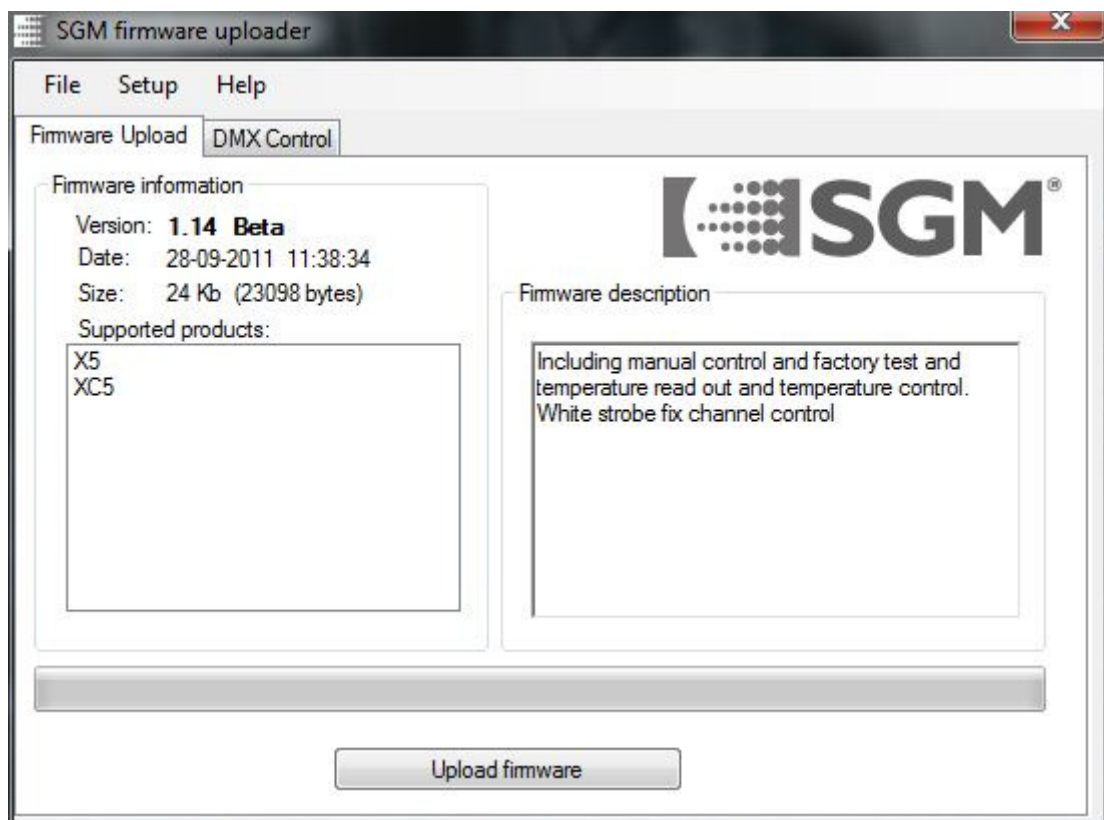 SGM firmware uploader
File Setup Help
Firmware Upload DMX Control
Firmware information
Version: 1.14 Beta
Date: 28-09-2011 11:38:34
Size: 24 Kb (23098 bytes)
Supported products:
X5
XC5
SGM®
Firmware description
Including manual control and factory test and
temperature read out and temperature control.
White strobe fix channel control
Upload firmware